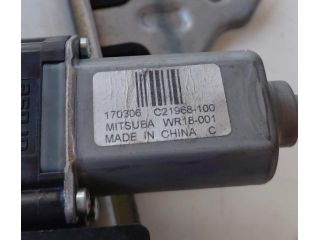 170306 C21968-100
MITSUBA WR18-001
MADE IN CHINA C